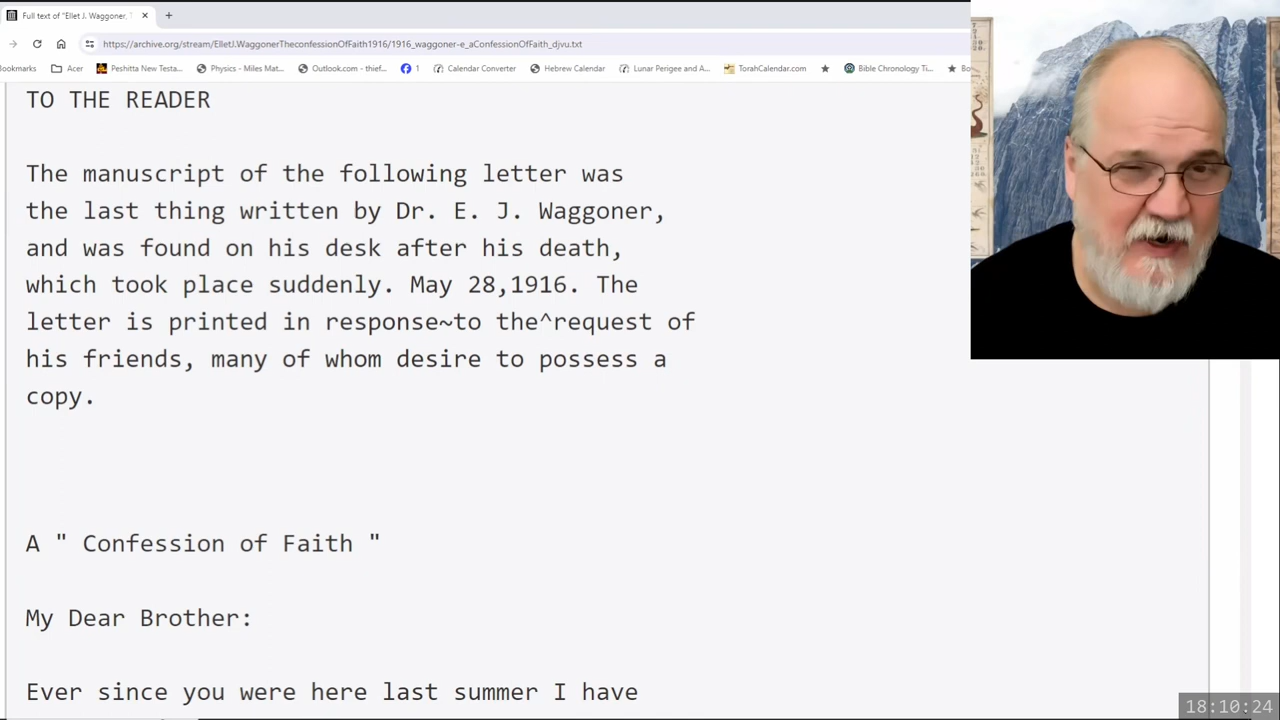 Full text of "Ellet J. Waggoner,
https://archive.org/stream/ElletJ.WaggonerTheconfessionOfFaith1916/1916_waggoner-e_aConfessionOfFaith_djvu.txt
ookmarks Acer Peshitta New Testa... Physics - Miles Mat... Outlook.com - thief... 1 Calendar Converter Hebrew Calendar Lunar Perigee and A... TorahCalendar.com Bible Chronology Ti... Bo
TO THE READER
The manuscript of the following letter was
the last thing written by Dr. E. J. Waggoner,
and was found on his desk after his death,
which took place suddenly. May 28,1916. The
letter is printed in response~to the^request of
his friends, many of whom desire to possess a
copy.
A " Confession of Faith "
My Dear Brother:
Ever since you were here last summer I have
18:10:24